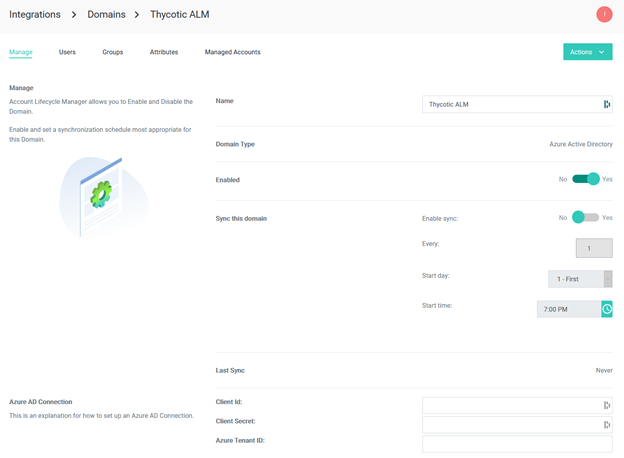 Integrations > Domains > Thycotic ALM
I
Manage Users Groups Attributes Managed Accounts Actions
Manage
Account Lifecycle Manager allows you to Enable and Disable the
Domain.
Enable and set a synchronization schedule most appropriate for
this Domain.
Name Thycotic ALM
Domain Type Azure Active Directory
Enabled No Yes
Sync this domain Enable sync: No Yes
Every: 1
Start day: 1 - First
Start time: 7:00 PM
Last Sync Never
Azure AD Connection
This is an explanation for how to set up an Azure AD Connection.
Client Id:
Client Secret:
Azure Tenant ID: